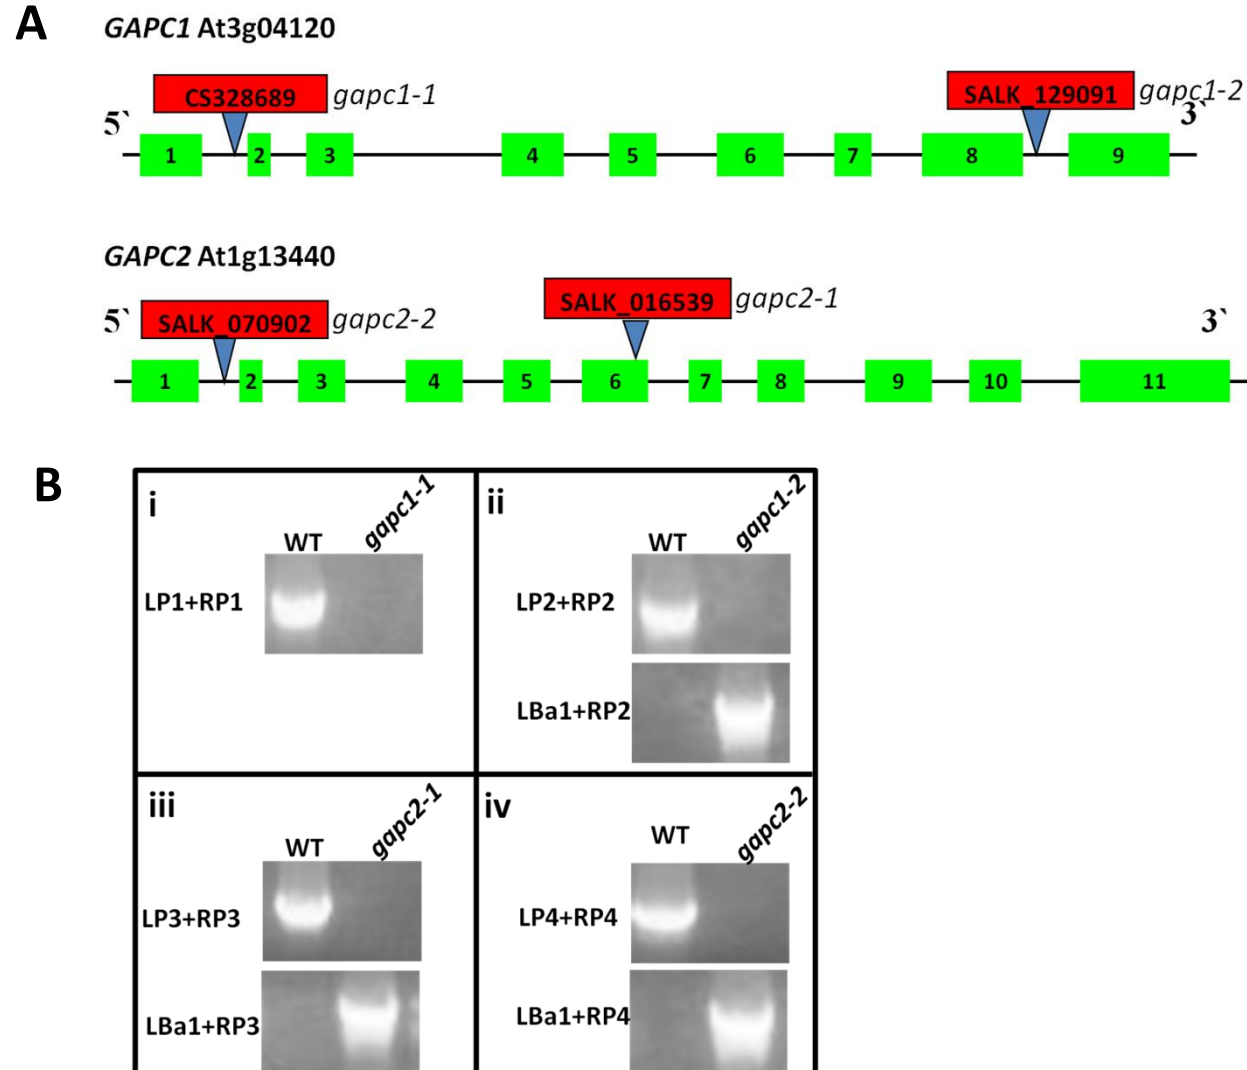 A
GAPC1 At3g04120
CS328689 gapc1-1
SALK_129091 gapc1-2
5` 3`
1 2 3 4 5 6 7 8 9
GAPC2 At1g13440
SALK_016539 gapc2-1
5` SALK_070902 gapc2-2 3`
1 2 3 4 5 6 7 8 9 10 11
B
i
WT gapc1-1
LP1+RP1
ii
WT gapc1-2
LP2+RP2
LBa1+RP2
iii
WT gapc2-1
LP3+RP3
LBa1+RP3
iv
WT gapc2-2
LP4+RP4
LBa1+RP4